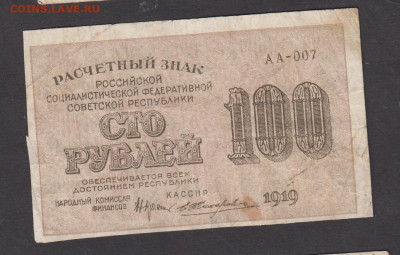 COINS.LAVE.RU
РАСЧЕТНЫЙ ЗНАК
АА-007
РОССИЙСКОЙ
СОЦИАЛИСТИЧЕСКОЙ ФЕДЕРАТИВНОЙ
СОВЕТСКОЙ РЕСПУБЛИКИ
СТО
РУБЛЕЙ
100
ОБЕСПЕЧИВАЕТСЯ ВСЕМ
ДОСТОЯНИЕМ РЕСПУБЛИКИ
НАРОДНЫЙ КОМИССАР
ФИНАНСОВ
КАССИР
1919